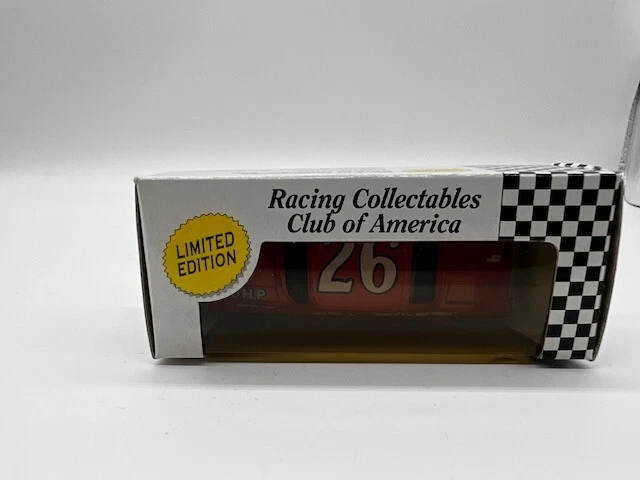 Racing Collectables
Club of America
LIMITED
EDITION
26
H.P.